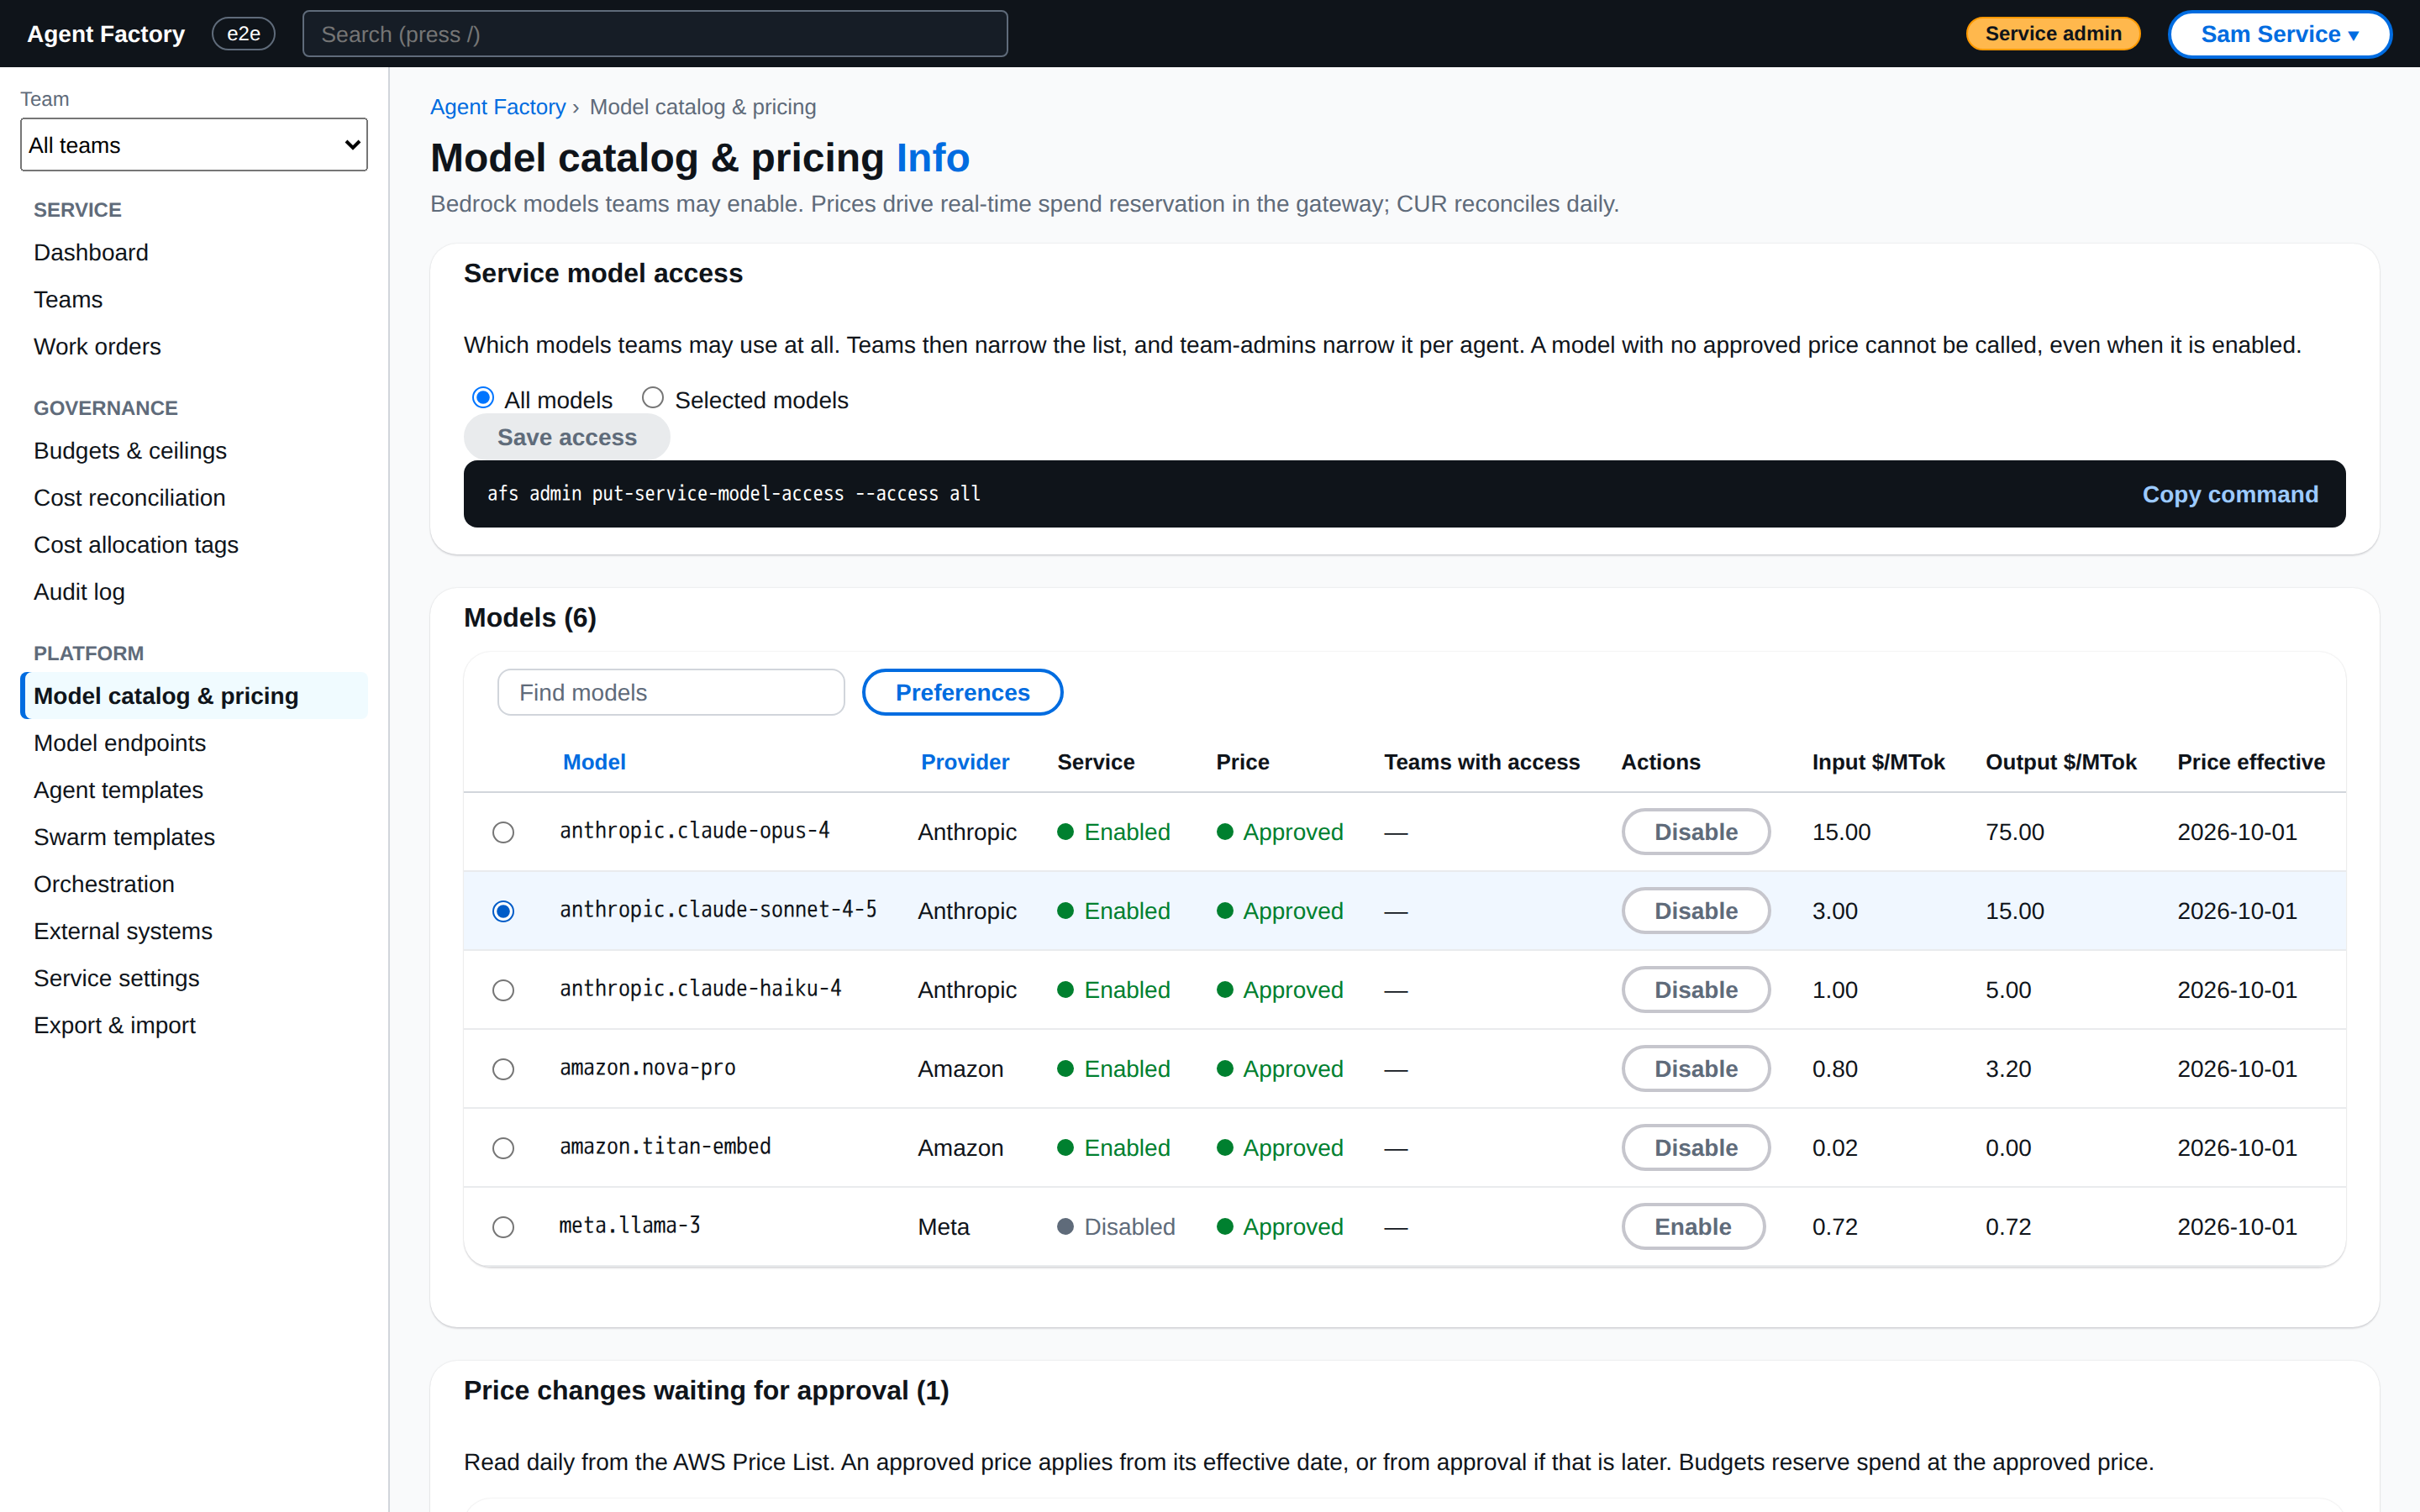 Agent Factory e2e Search (press /) Service admin Sam Service ▾
Team
All teams
SERVICE
Dashboard
Teams
Work orders
GOVERNANCE
Budgets & ceilings
Cost reconciliation
Cost allocation tags
Audit log
PLATFORM
Model catalog & pricing
Model endpoints
Agent templates
Swarm templates
Orchestration
External systems
Service settings
Export & import
Agent Factory › Model catalog & pricing
Model catalog & pricing Info
Bedrock models teams may enable. Prices drive real-time spend reservation in the gateway; CUR reconciles daily.
Service model access
Which models teams may use at all. Teams then narrow the list, and team-admins narrow it per agent. A model with no approved price cannot be called, even when it is enabled.
All models Selected models
Save access
afs admin put-service-model-access --access all Copy command
Models (6)
Find models Preferences
Model Provider Service Price Teams with access Actions Input $/MTok Output $/MTok Price effective
anthropic.claude-opus-4 Anthropic Enabled Approved — Disable 15.00 75.00 2026-10-01
anthropic.claude-sonnet-4-5 Anthropic Enabled Approved — Disable 3.00 15.00 2026-10-01
anthropic.claude-haiku-4 Anthropic Enabled Approved — Disable 1.00 5.00 2026-10-01
amazon.nova-pro Amazon Enabled Approved — Disable 0.80 3.20 2026-10-01
amazon.titan-embed Amazon Enabled Approved — Disable 0.02 0.00 2026-10-01
meta.llama-3 Meta Disabled Approved — Enable 0.72 0.72 2026-10-01
Price changes waiting for approval (1)
Read daily from the AWS Price List. An approved price applies from its effective date, or from approval if that is later. Budgets reserve spend at the approved price.